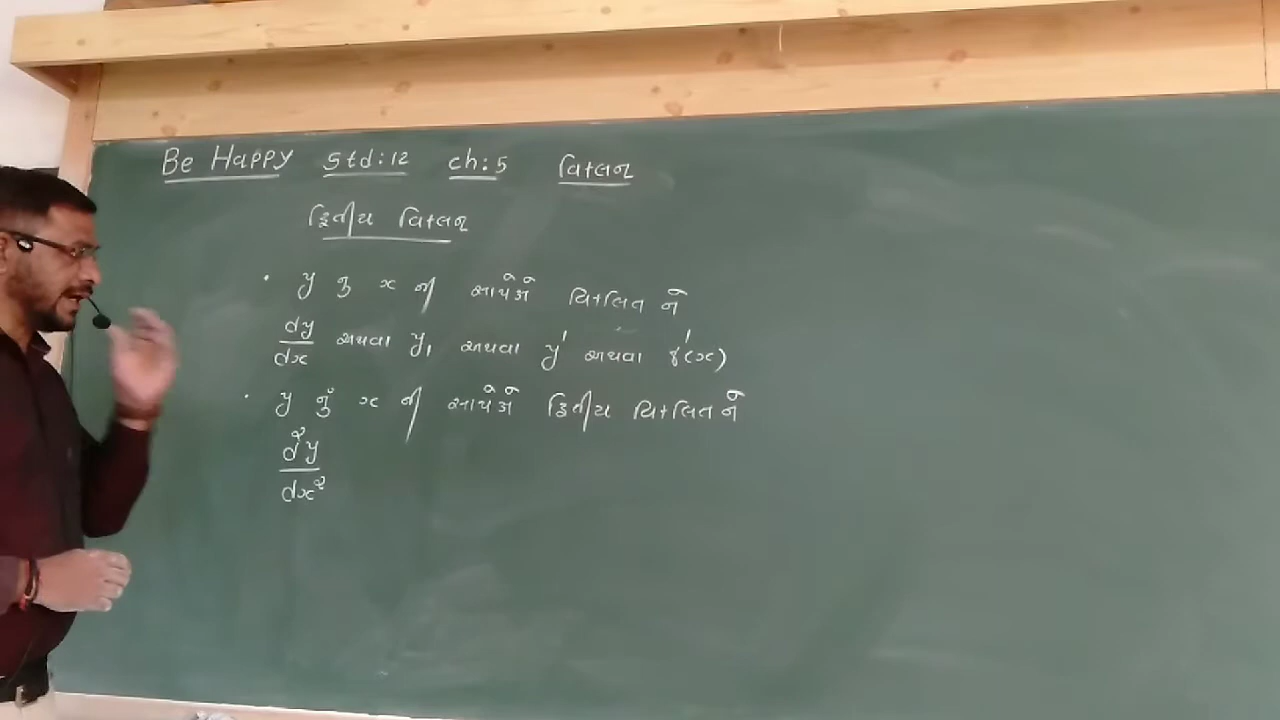 Be Happy Std:12 ch:5 વિકલન
દ્વિતીય વિકલન
• y નુ x ની સાપેક્ષે વિકલિત ને
dy/dx અથવા y₁ અથવા y' અથવા f'(x)
• y નું x ની સાપેક્ષે દ્વિતીય વિકલિત ને
d²y/dx²